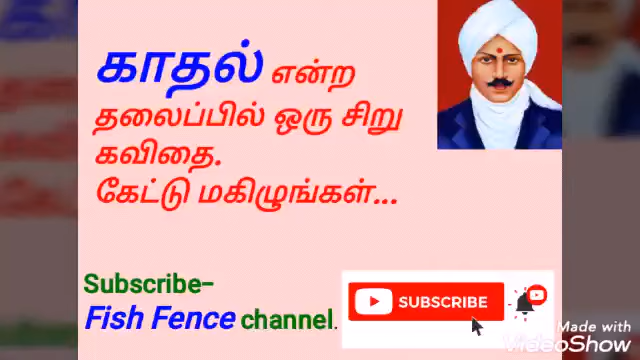 காதல் என்ற
தலைப்பில் ஒரு சிறு
கவிதை.
கேட்டு மகிழுங்கள்...
Subscribe-
Fish Fence channel.
SUBSCRIBE
Made with
VideoShow